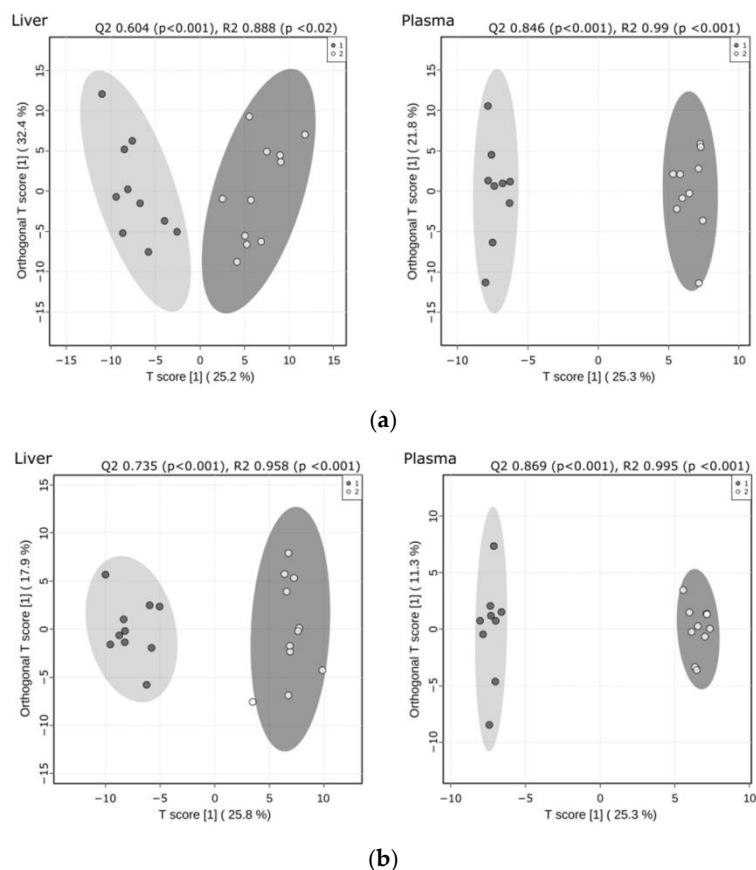 Liver
Q2 0.604 (p<0.001), R2 0.888 (p <0.02)
1
2
Orthogonal T score [1] ( 32.4 %)
15
10
5
0
−5
−10
−15
−15 −10 −5 0 5 10 15
T score [1] ( 25.2 %)
Plasma
Q2 0.846 (p<0.001), R2 0.99 (p <0.001)
1
2
Orthogonal T score [1] ( 21.8 %)
15
10
5
0
−5
−10
−15
−10 −5 0 5 10
T score [1] ( 25.3 %)
(a)
Liver
Q2 0.735 (p<0.001), R2 0.958 (p <0.001)
1
2
Orthogonal T score [1] ( 17.9 %)
15
10
5
0
−5
−10
−15
−10 −5 0 5 10
T score [1] ( 25.8 %)
Plasma
Q2 0.869 (p<0.001), R2 0.995 (p <0.001)
1
2
Orthogonal T score [1] ( 11.3 %)
10
5
0
−5
−10
−10 −5 0 5 10
T score [1] ( 25.3 %)
(b)